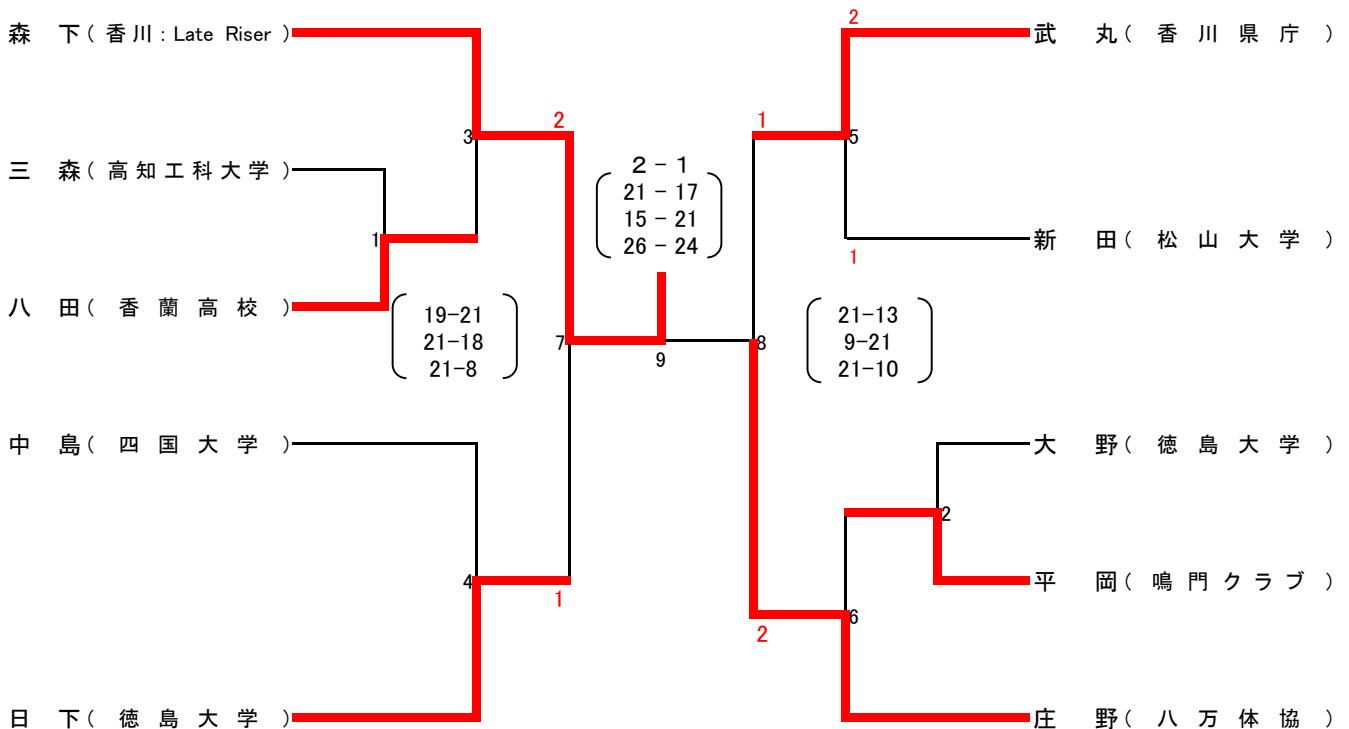 森 下 ( 香川 : Late Riser )
2
武 丸 ( 香 川 県 庁 )
2
1
3
5
三 森 ( 高 知 工 科 大 学 )
2 - 1
21 - 17
15 - 21
26 - 24
1
新 田 ( 松 山 大 学 )
1
八 田 ( 香 蘭 高 校 )
19-21
21-18
21-8
21-13
9-21
21-10
7
9
8
中 島 ( 四 国 大 学 )
大 野 ( 徳 島 大 学 )
2
4
1
平 岡 ( 鳴 門 ク ラ ブ )
2
6
日 下 ( 徳 島 大 学 )
庄 野 ( 八 万 体 協 )